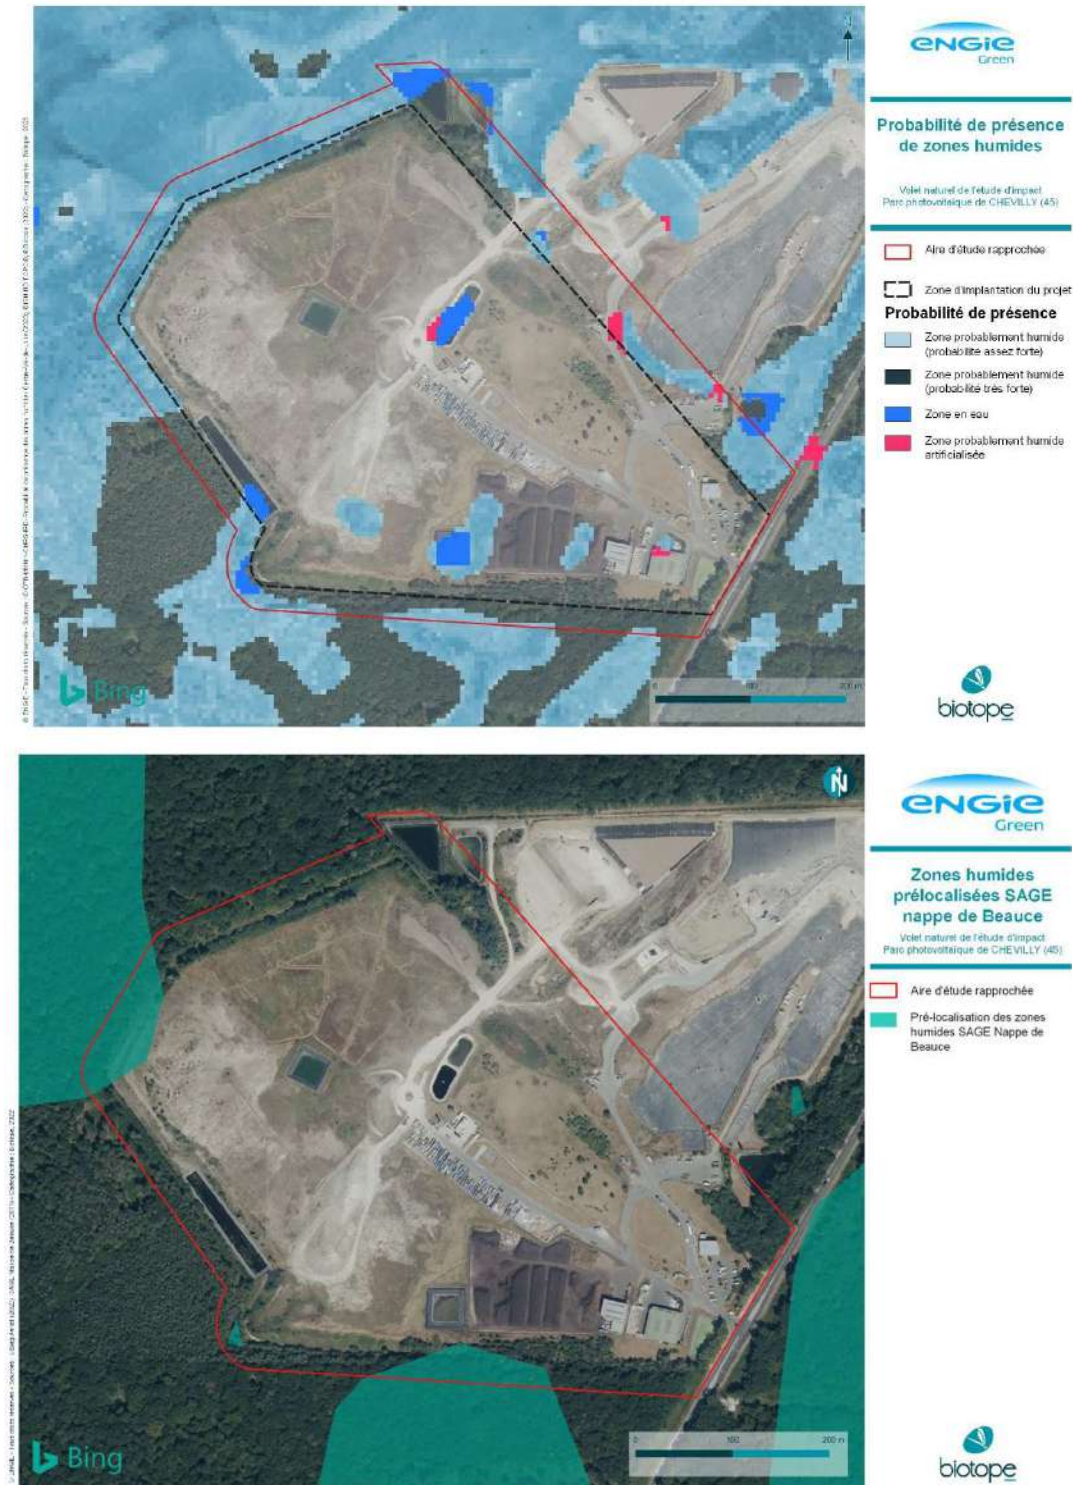 N
ENGIE
Green
Probabilité de présence
de zones humides
Volet naturel de l'étude d'impact
Parc photovoltaïque de CHEVILLY (45)
Aire d'étude rapprochée
Zone d'implantation du projet
Probabilité de présence
Zone probablement humide
(probabilité assez forte)
Zone probablement humide
(probabilité très forte)
Zone en eau
Zone probablement humide
artificialisée
Bing
0 100 200 m
biotope
N
ENGIE
Green
Zones humides
prélocalisées SAGE
nappe de Beauce
Volet naturel de l'étude d'impact
Parc photovoltaïque de CHEVILLY (45)
Aire d'étude rapprochée
Pré-localisation des zones
humides SAGE Nappe de
Beauce
Bing
0 100 200 m
biotope